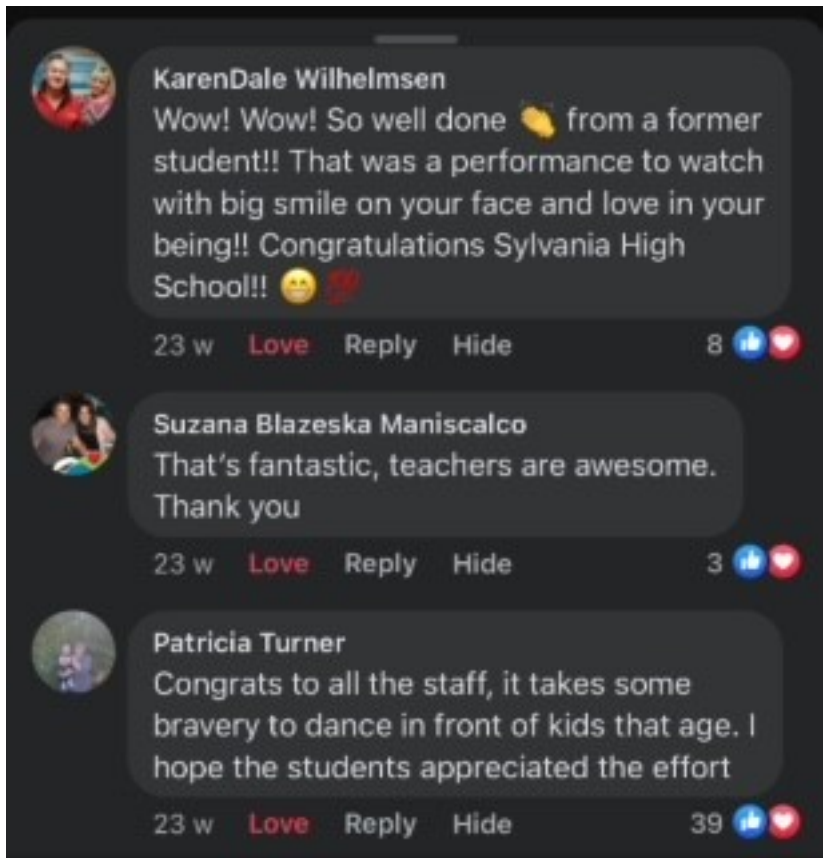 KarenDale Wilhelmsen
Wow! Wow! So well done 👏 from a former
student!! That was a performance to watch
with big smile on your face and love in your
being!! Congratulations Sylvania High
School!! 😁 💯
23 w Love Reply Hide 8
Suzana Blazeska Maniscalco
That's fantastic, teachers are awesome.
Thank you
23 w Love Reply Hide 3
Patricia Turner
Congrats to all the staff, it takes some
bravery to dance in front of kids that age. I
hope the students appreciated the effort
23 w Love Reply Hide 39